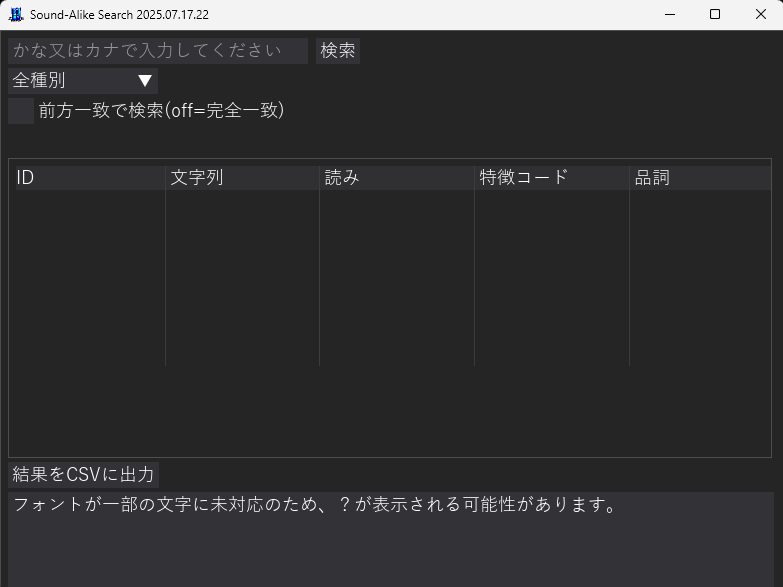 Sound-Alike Search 2025.07.17.22
かな又はカナで入力してください 検索
全種別 ▼
前方一致で検索(off=完全一致)
ID 文字列 読み 特徴コード 品詞
結果をCSVに出力
フォントが一部の文字に未対応のため、？が表示される可能性があります。